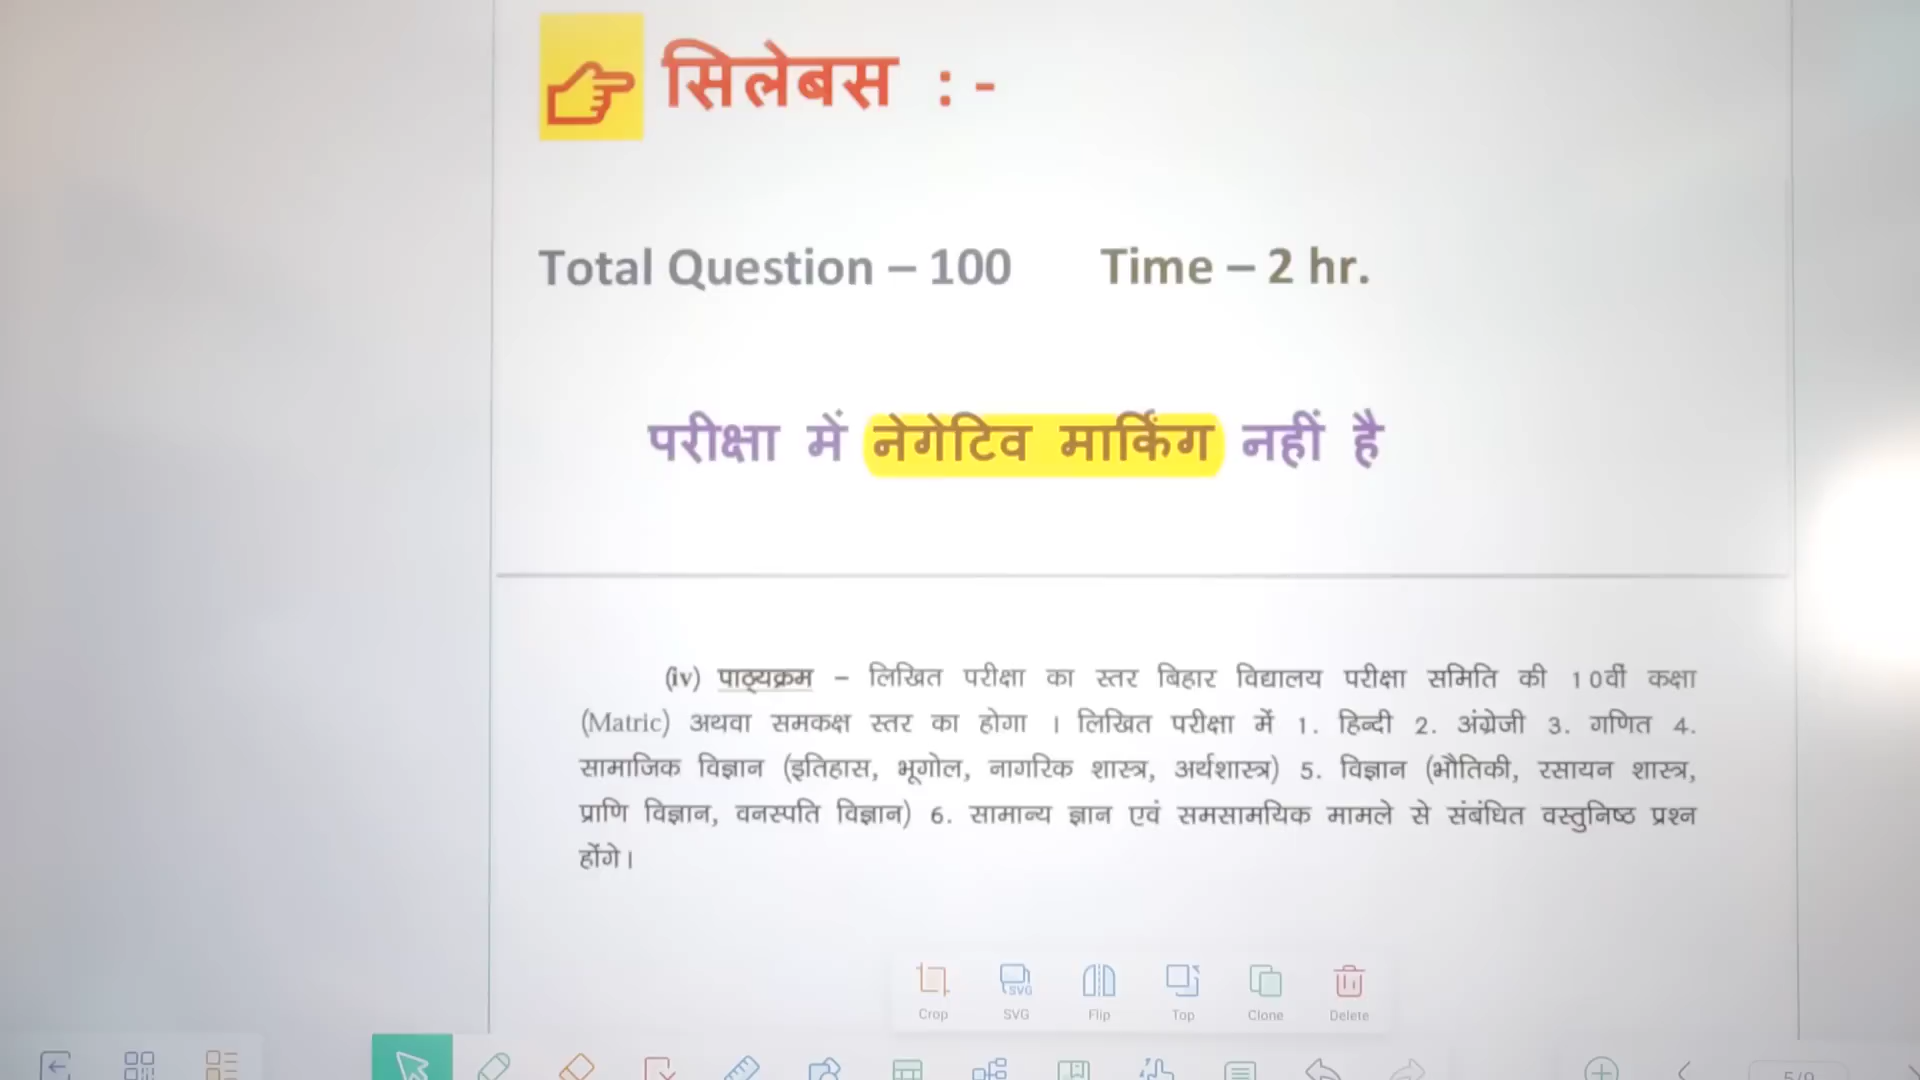 सिलेबस : -
Total Question – 100 Time – 2 hr.
परीक्षा में नेगेटिव मार्किंग नहीं है
(iv) पाठ्यक्रम – लिखित परीक्षा का स्तर बिहार विद्यालय परीक्षा समिति की 10वीं कक्षा
(Matric) अथवा समकक्ष स्तर का होगा । लिखित परीक्षा में 1. हिन्दी 2. अंग्रेजी 3. गणित 4.
सामाजिक विज्ञान (इतिहास, भूगोल, नागरिक शास्त्र, अर्थशास्त्र) 5. विज्ञान (भौतिकी, रसायन शास्त्र,
प्राणि विज्ञान, वनस्पति विज्ञान) 6. सामान्य ज्ञान एवं समसामयिक मामले से संबंधित वस्तुनिष्ठ प्रश्न
होंगे।
SVG
Crop SVG Flip Top Clone Delete